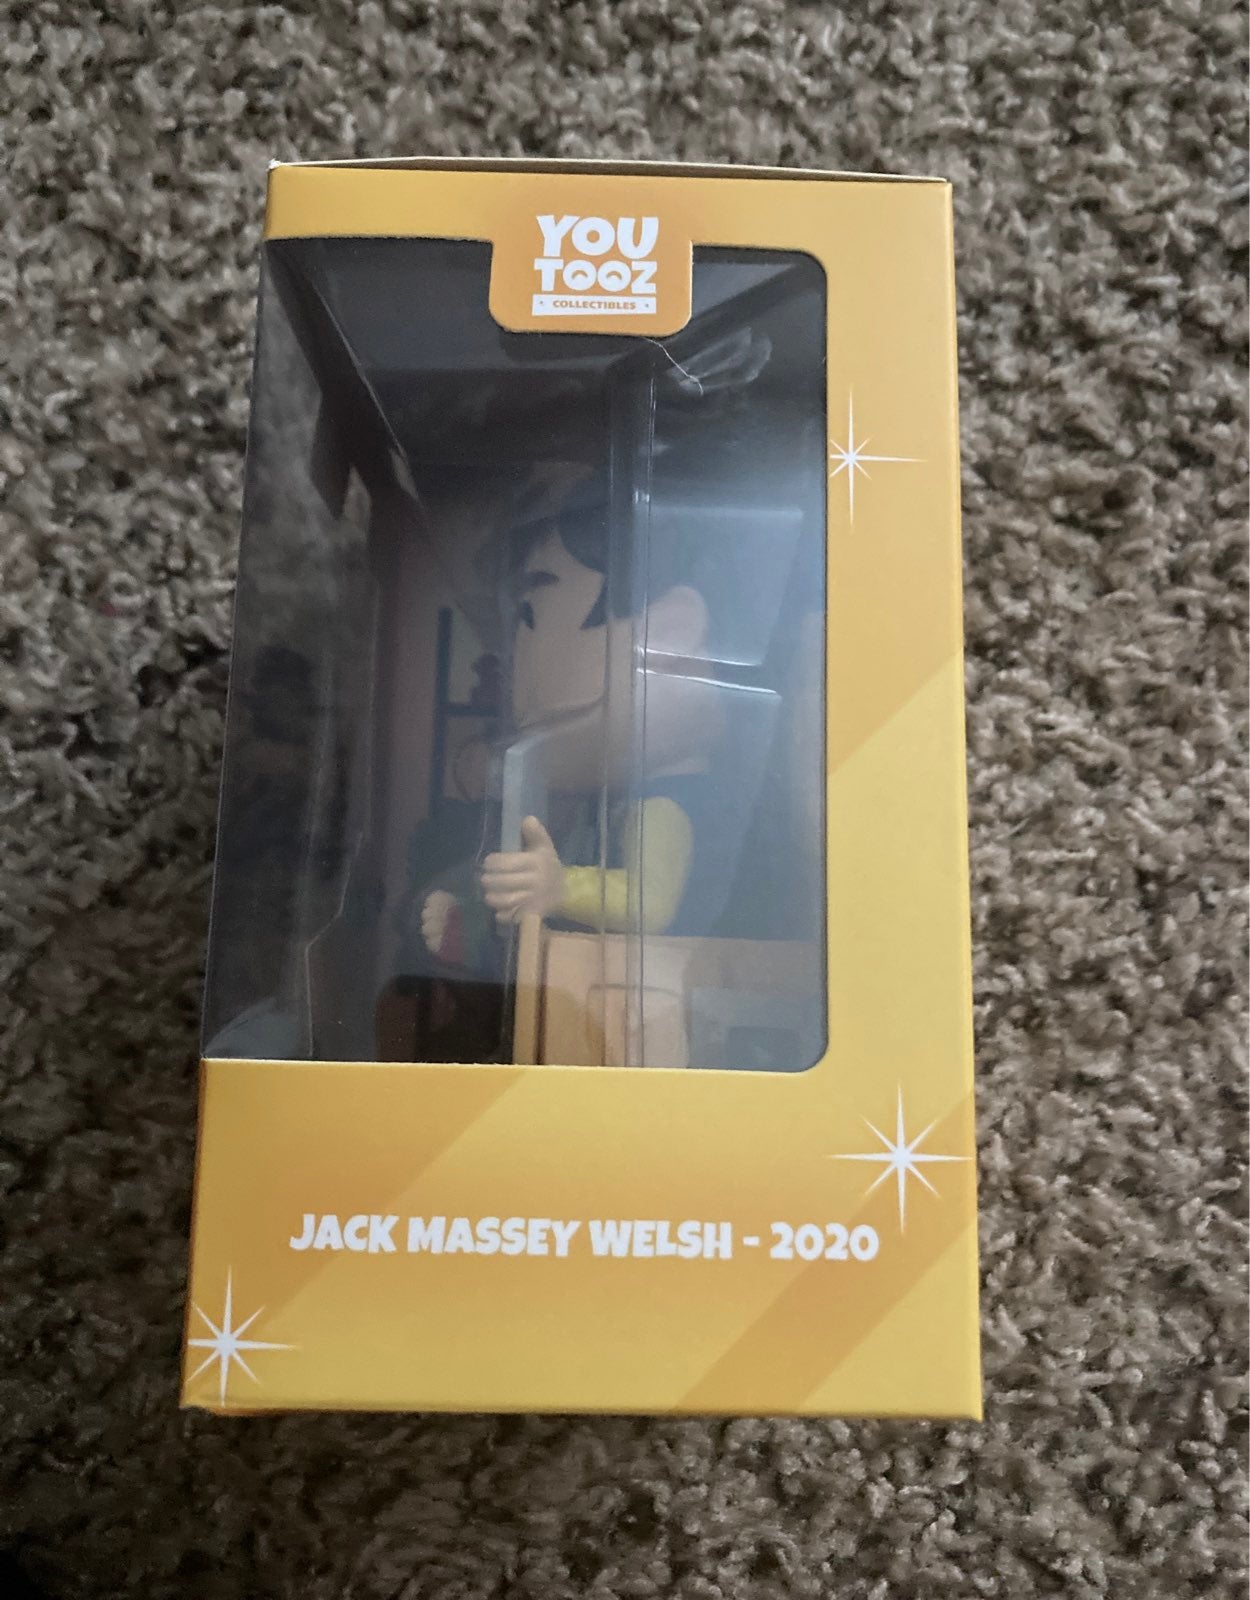 YOU
TOOZ
COLLECTIBLES
JACK MASSEY WELSH - 2020